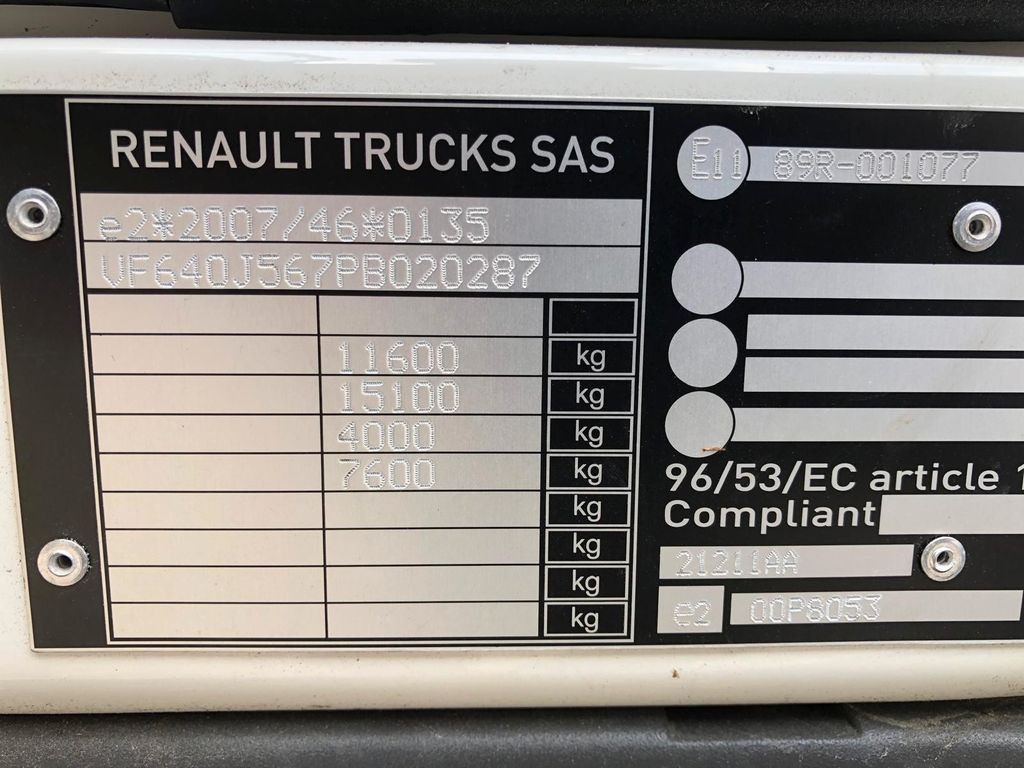 RENAULT TRUCKS SAS
e2*2007/46*0135
VF640J567PB020287
11600 kg
15100 kg
4000 kg
7600 kg
kg
kg
kg
kg
E11 89R-001077
96/53/EC article 1
Compliant
21211AA
e2 00P8053